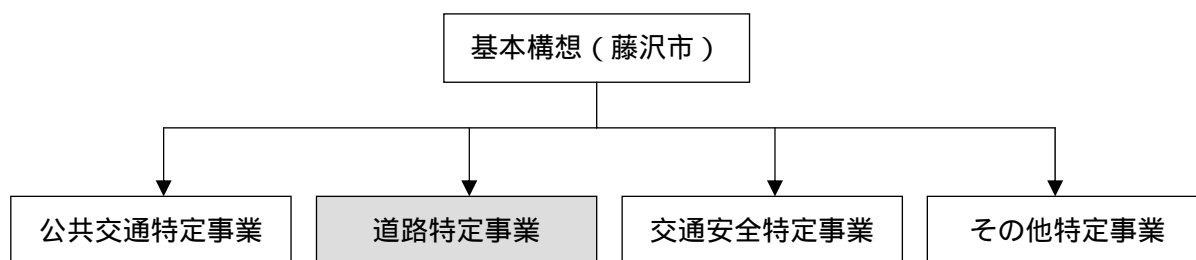 基本構想（藤沢市）
公共交通特定事業
道路特定事業
交通安全特定事業
その他特定事業